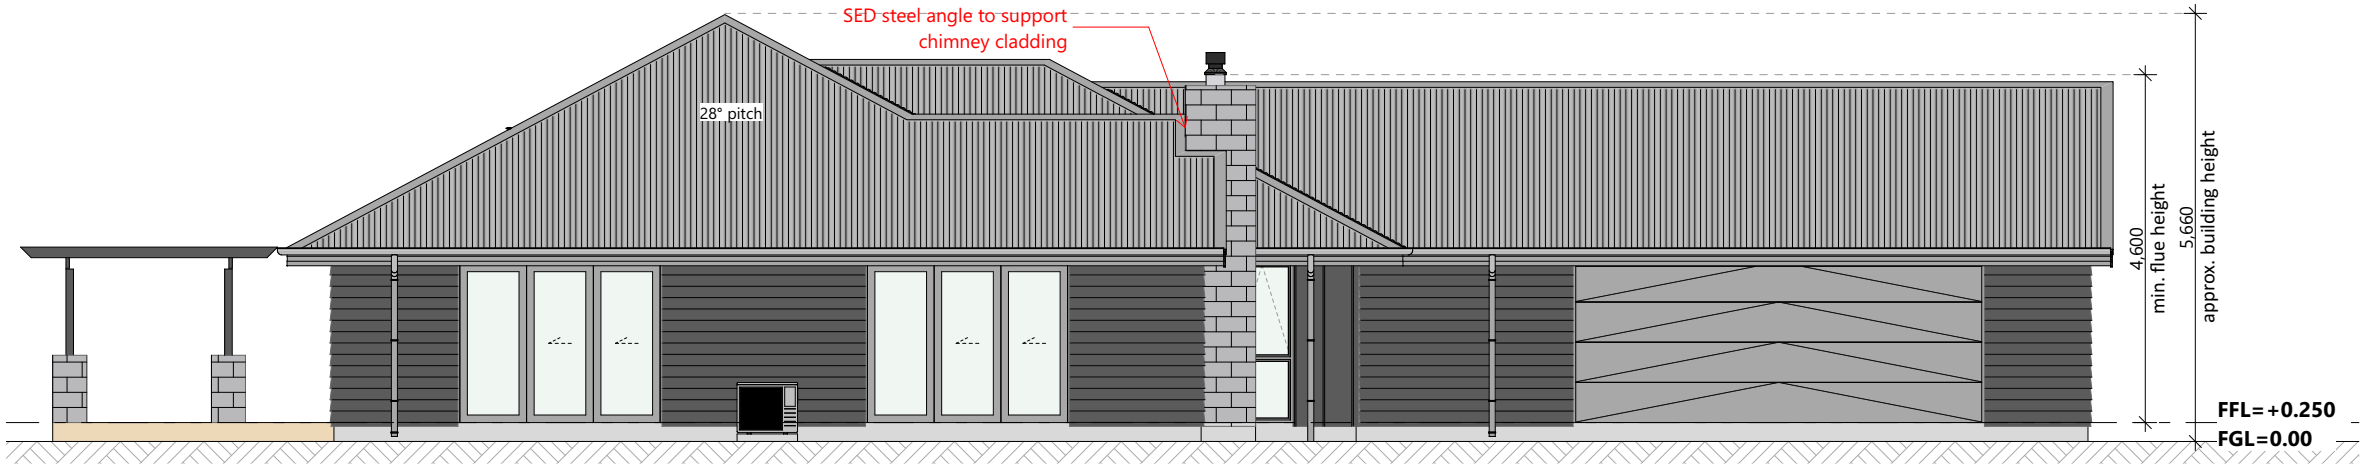 SED steel angle to support
chimney cladding
28° pitch
4,600
min. flue height
5,660
approx. building height
FFL=+0.250
FGL=0.00